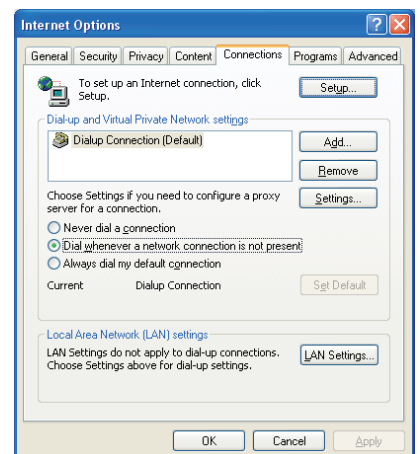 Internet Options
General Security Privacy Content Connections Programs Advanced
To set up an Internet connection, click
Setup.
Setup...
Dial-up and Virtual Private Network settings
Dialup Connection (Default)
Add...
Remove
Choose Settings if you need to configure a proxy
server for a connection.
Settings...
Never dial a connection
Dial whenever a network connection is not present
Always dial my default connection
Current Dialup Connection
Set Default
Local Area Network (LAN) settings
LAN Settings do not apply to dial-up connections.
Choose Settings above for dial-up settings.
LAN Settings...
OK Cancel Apply